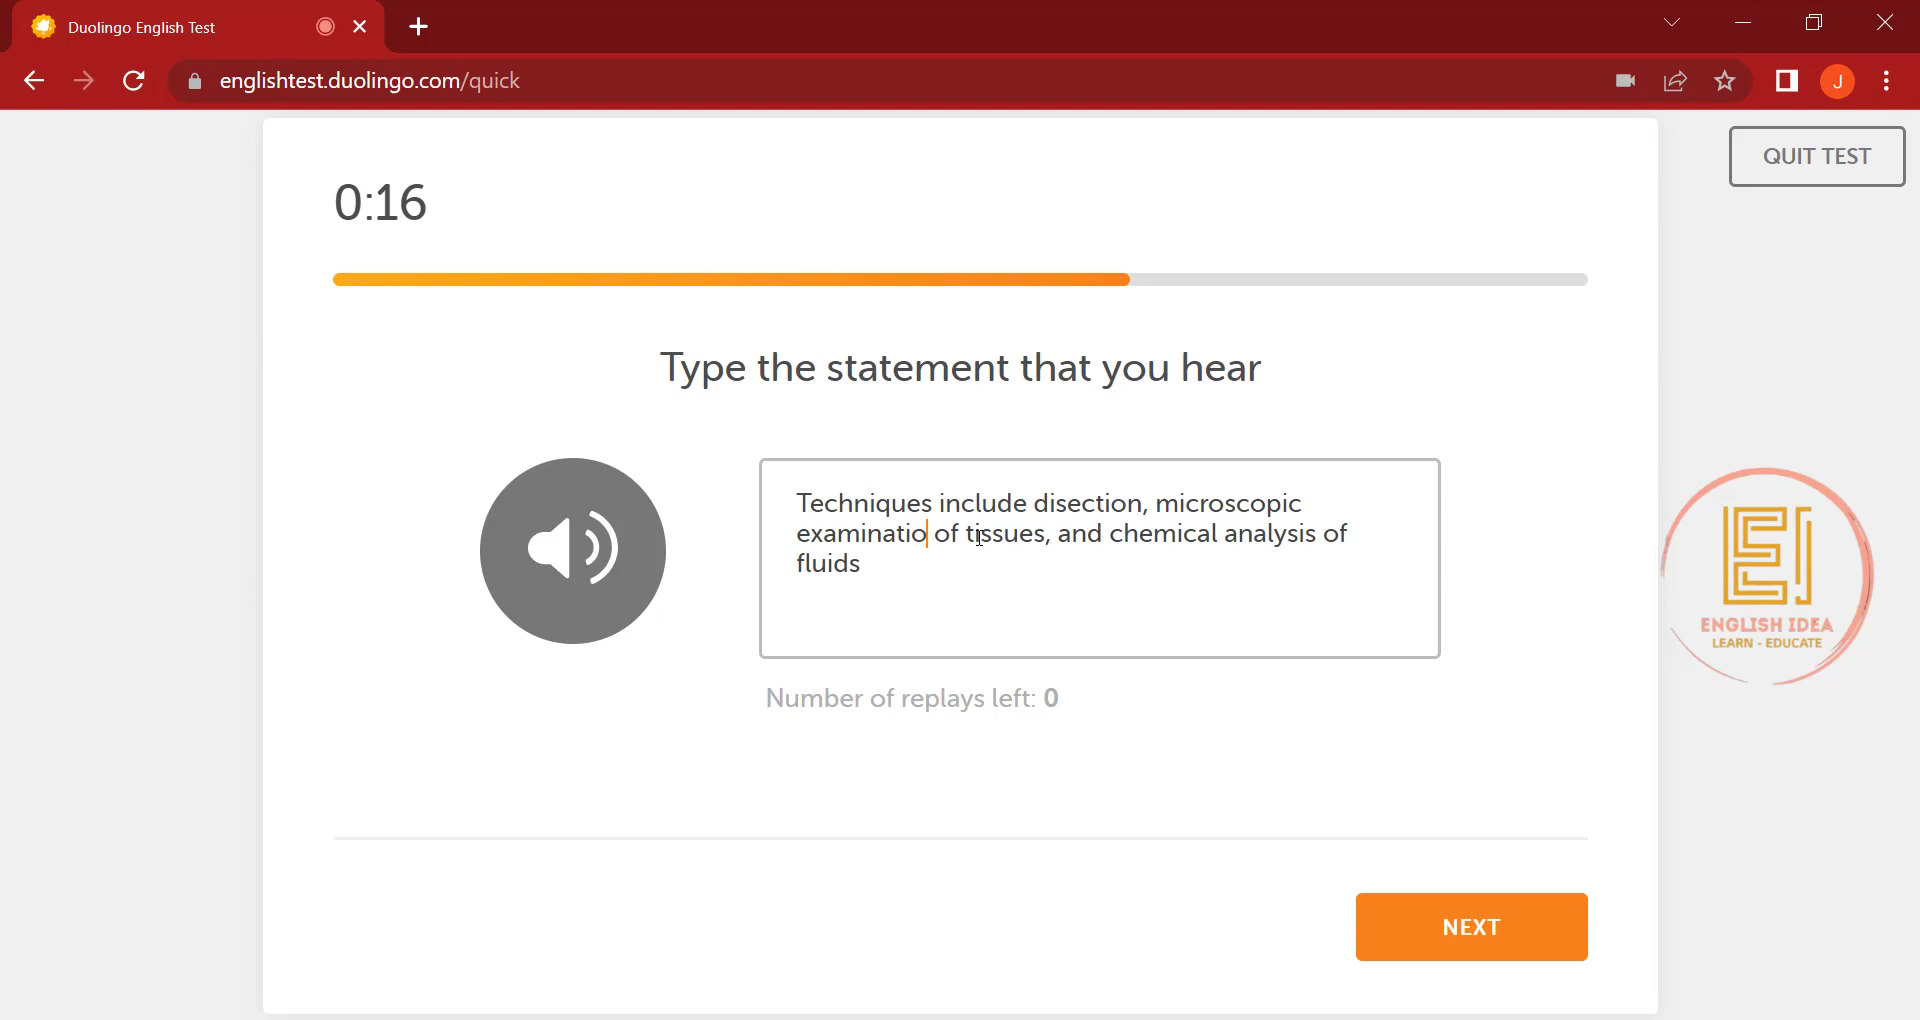 Duolingo English Test
englishtest.duolingo.com/quick
J
QUIT TEST
0:16
Type the statement that you hear
Techniques include disection, microscopic
examinatio of tissues, and chemical analysis of
fluids
Number of replays left: 0
EI
ENGLISH IDEA
LEARN - EDUCATE
NEXT